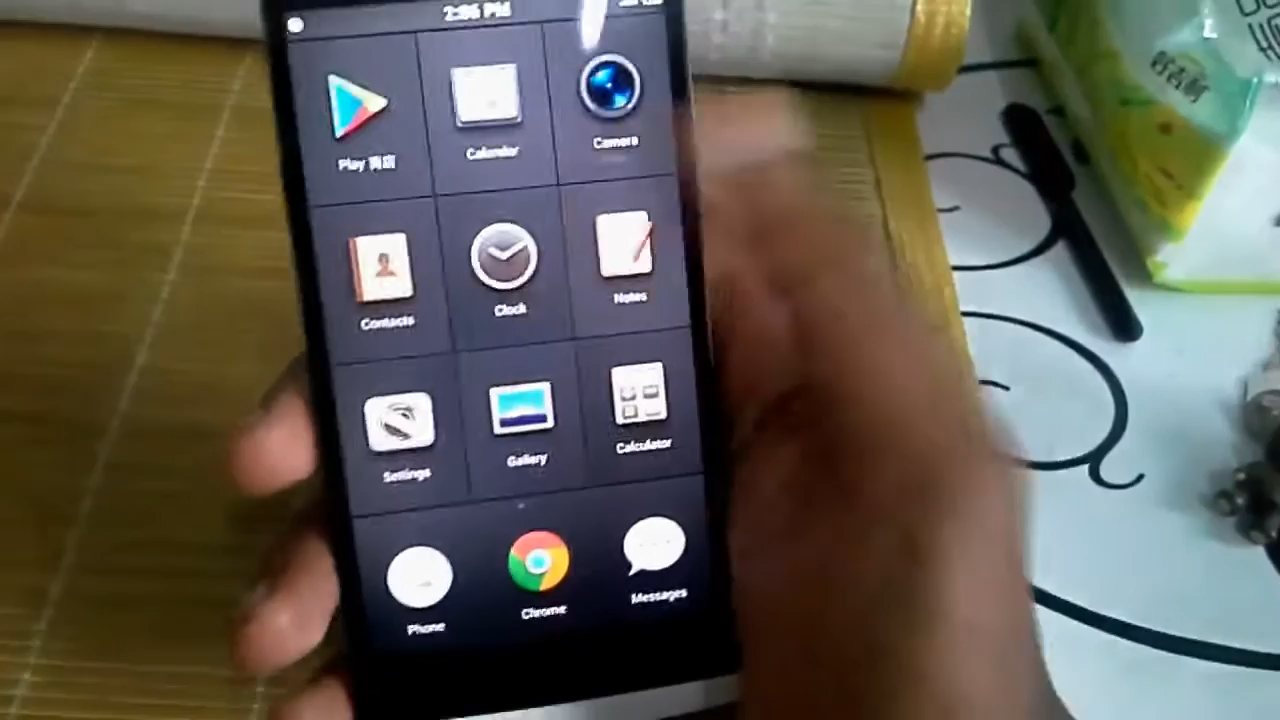 2:06 PM
Play 商店
Calendar
Camera
Contacts
Clock
Notes
Settings
Gallery
Calculator
Phone
Chrome
Messages